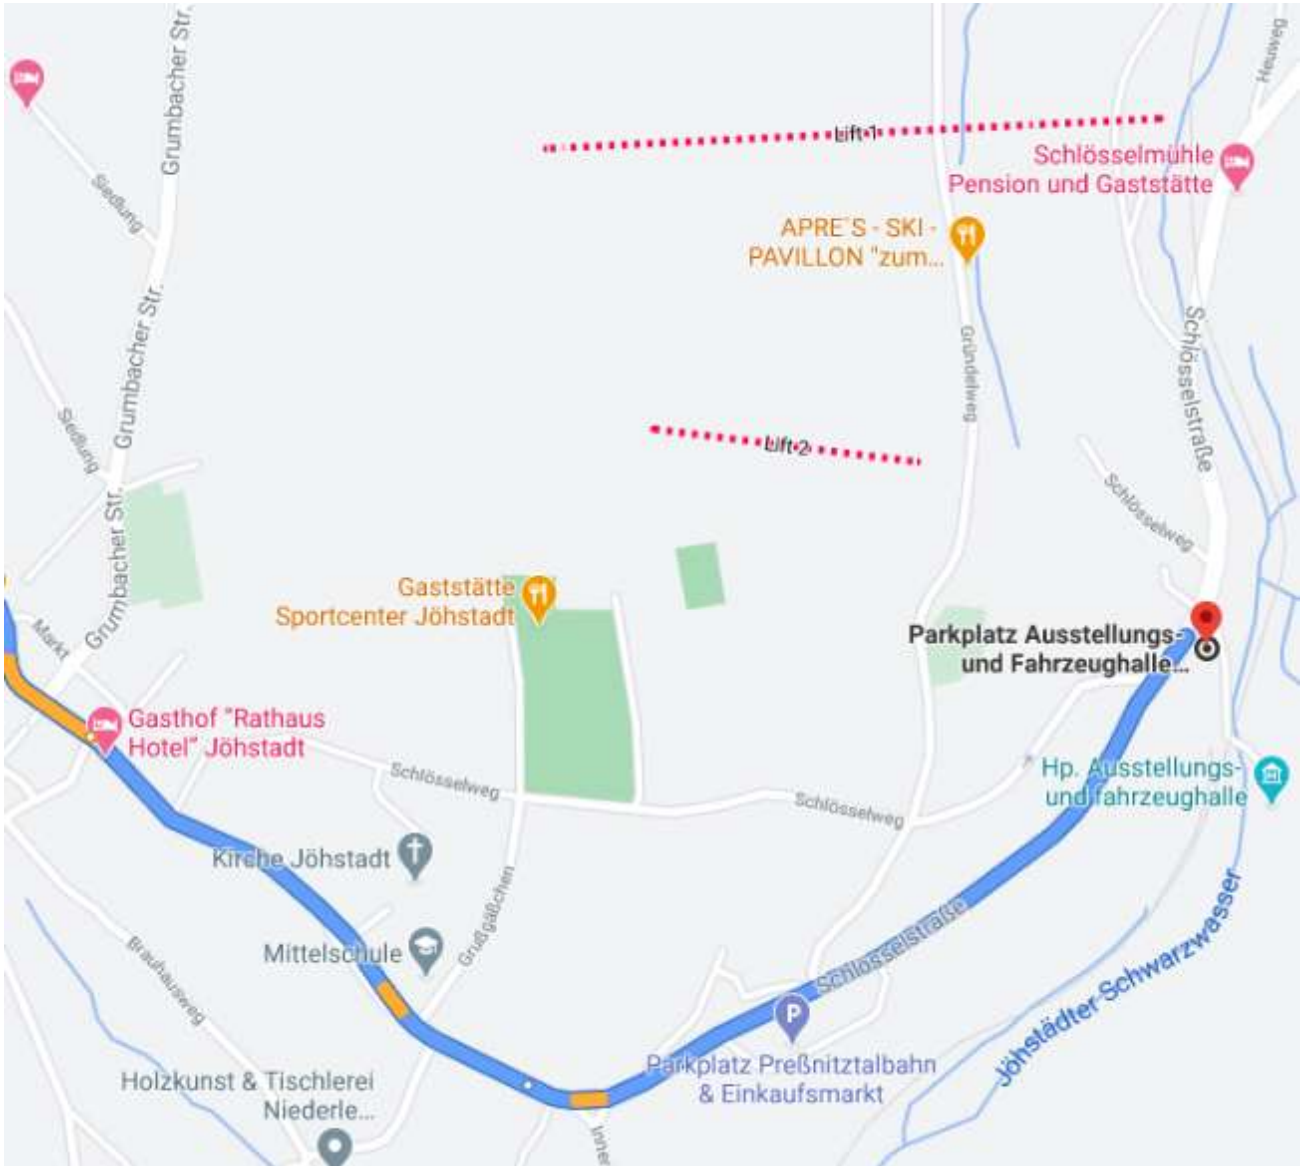 Grumbacher Str.
Heuweg
Lift 1
Schlösselmühle
Pension und Gaststätte
Siedlung
APRE´S - SKI -
PAVILLON "zum...
Grumbacher Str.
Schlösselstraße
Gründelweg
Siedlung
Lift 2
Schlösselweg
Grumbacher Str.
Gaststätte
Sportcenter Jöhstadt
Markt
Parkplatz Ausstellungs-
und Fahrzeughalle...
Gasthof "Rathaus
Hotel" Jöhstadt
Schlösselweg
Hp. Ausstellungs-
und fahrzeughalle
Schlösselweg
Kirche Jöhstadt
Grußgäßchen
Schlösselstraße
Mittelschule
Brauhausweg
Jöhstädter Schwarzwasser
P
Parkplatz Preßnitztalbahn
& Einkaufsmarkt
Holzkunst & Tischlerei
Niederle...
Inner